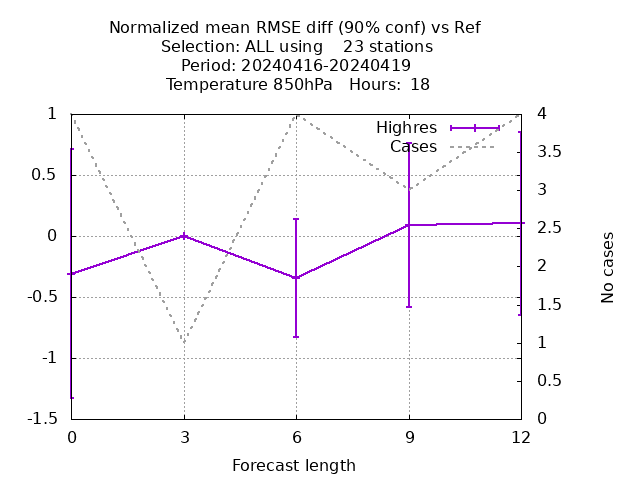 Normalized mean RMSE diff (90% conf) vs Ref
Selection: ALL using    23 stations
Period: 20240416-20240419
Temperature 850hPa   Hours:  18
Highres
Cases
1
0.5
0
-0.5
-1
-1.5
4
3.5
3
2.5
2
1.5
1
0.5
0
No cases
0 3 6 9 12
Forecast length